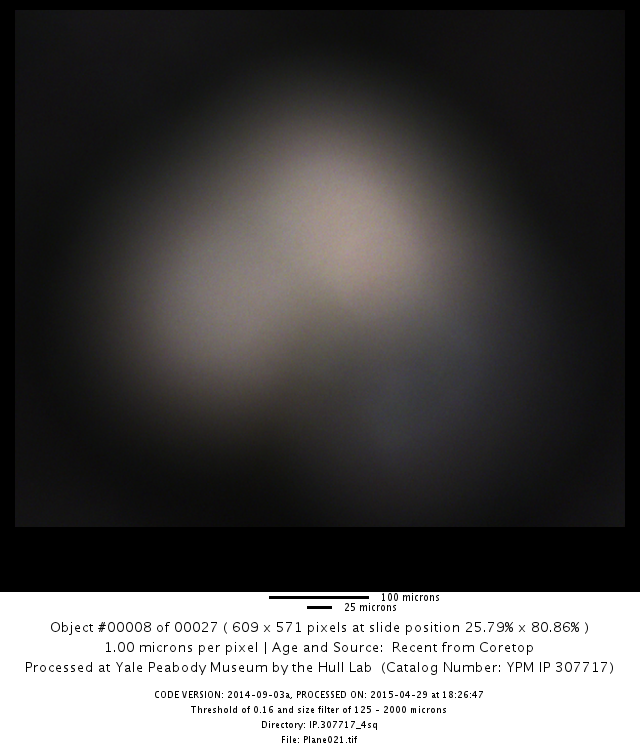 100 microns
25 microns
Object #00008 of 00027 ( 609 x 571 pixels at slide position 25.79% x 80.86% )
1.00 microns per pixel | Age and Source:  Recent from Coretop
Processed at Yale Peabody Museum by the Hull Lab  (Catalog Number: YPM IP 307717)
CODE VERSION: 2014-09-03a, PROCESSED ON: 2015-04-29 at 18:26:47
Threshold of 0.16 and size filter of 125 - 2000 microns
Directory: IP.307717_4sq
File: Plane021.tif